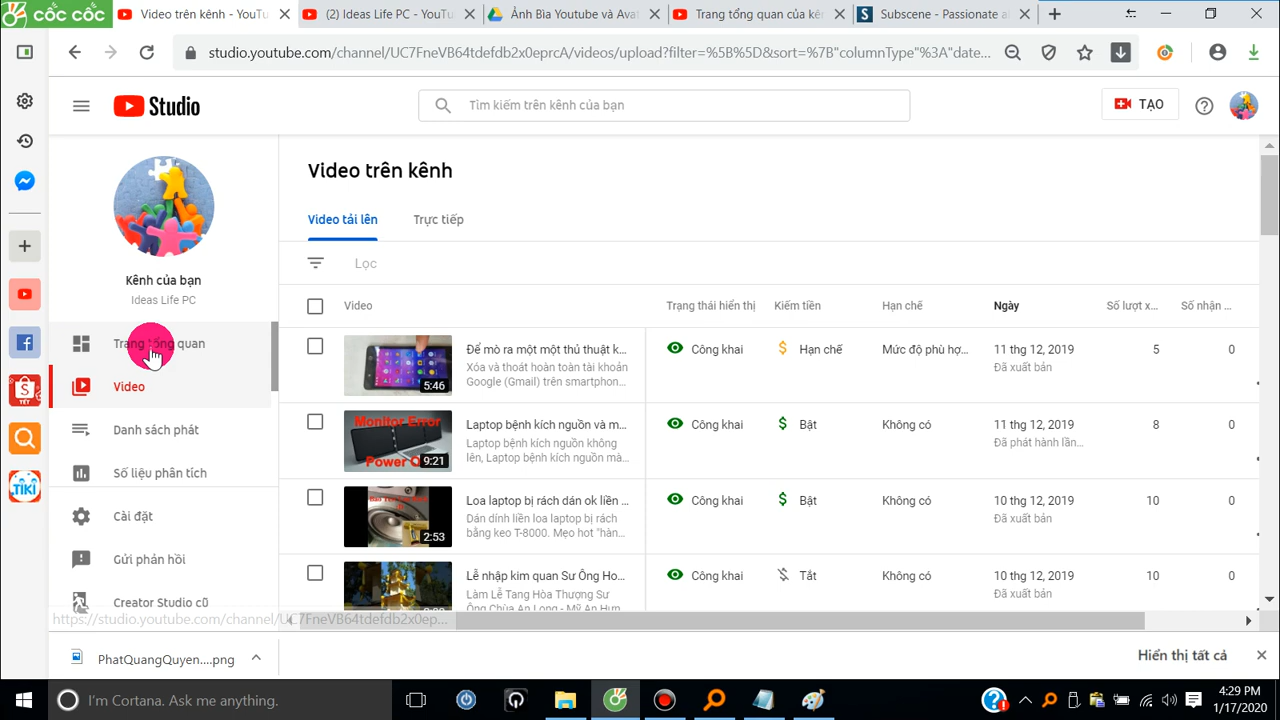 CỐC CỐC
Video trên kênh - YouTu
(2) Ideas Life PC - YouTu
Ảnh Bìa Youtube và Ava
Trang tổng quan của kê
Subscene - Passionate a
studio.youtube.com/channel/UC7FneVB64tdefdb2x0eprcA/videos/upload?filter=%5B%5D&sort=%7B"columnType"%3A"date...
Studio
Tìm kiếm trên kênh của bạn
TẠO
Kênh của bạn
Ideas Life PC
Trang tổng quan
Video
Danh sách phát
Số liệu phân tích
Cài đặt
Gửi phản hồi
Creator Studio cũ
Video trên kênh
Video tải lên
Trực tiếp
Lọc
Video
Trạng thái hiển thị
Kiếm tiền
Hạn chế
Ngày
Số lượt x...
Số nhận ...
5:46
Để mò ra một một thủ thuật k...
Xóa và thoát hoàn toàn tài khoản
Google (Gmail) trên smartphon...
Công khai
Hạn chế
Mức độ phù hợ...
11 thg 12, 2019
Đã xuất bản
5
0
Monitor Error
Power O
9:21
Laptop bệnh kích nguồn và m...
Laptop bệnh kích nguồn không
lên, Laptop bệnh kích nguồn mà...
Công khai
Bật
Không có
11 thg 12, 2019
Đã phát hành lần...
8
0
2:53
Loa laptop bị rách dán ok liền ...
Dán dính liền loa laptop bị rách
bằng keo T-8000. Mẹo hot "hàn...
Công khai
Bật
Không có
10 thg 12, 2019
Đã xuất bản
10
0
Lễ nhập kim quan Sư Ông Ho...
Làm Lễ Tang Hòa Thượng Sư
Ông Chùa An Long - Mỹ An Hưn
Công khai
Tắt
Không có
10 thg 12, 2019
Đã xuất bản
10
0
https://studio.youtube.com/channel/UC7FneVB64tdefdb2x0ep...
PhatQuangQuyen....png
Hiển thị tất cả
TẾT
TIKI
I'm Cortana. Ask me anything.
4:29 PM
1/17/2020